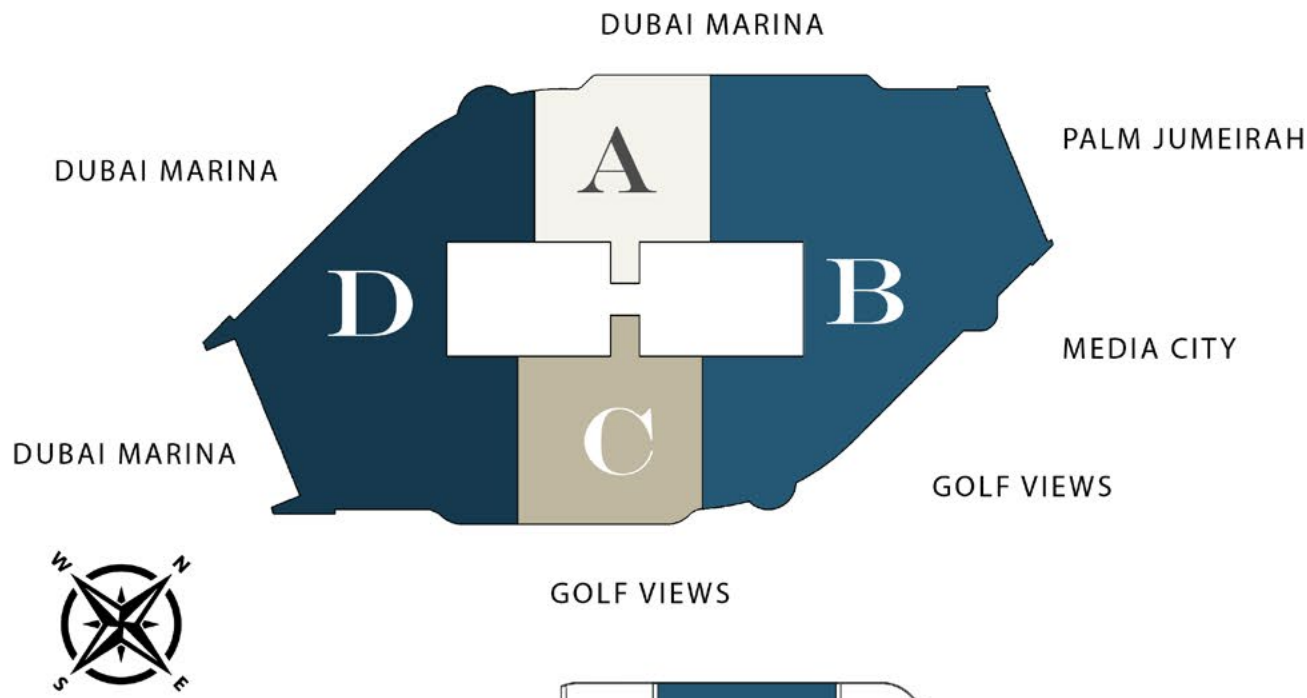 DUBAI MARINA
DUBAI MARINA
A
PALM JUMEIRAH
D
B
MEDIA CITY
C
DUBAI MARINA
GOLF VIEWS
W
N
GOLF VIEWS
S
E